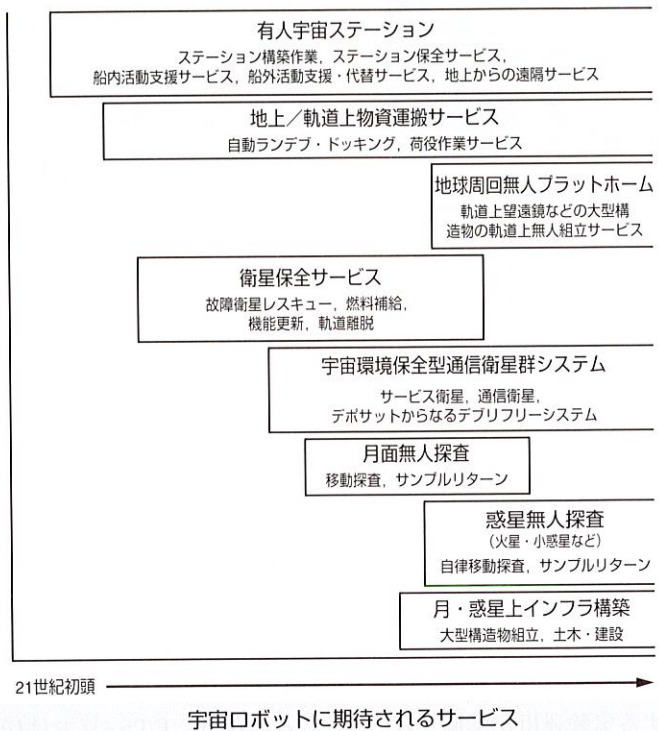 有人宇宙ステーション
ステーション構築作業，ステーション保全サービス，
船内活動支援サービス，船外活動支援・代替サービス，地上からの遠隔サービス
地上／軌道上物資運搬サービス
自動ランデブ・ドッキング，荷役作業サービス
地球周回無人プラットホーム
軌道上望遠鏡などの大型構
造物の軌道上無人組立サービス
衛星保全サービス
故障衛星レスキュー，燃料補給，
機能更新，軌道離脱
宇宙環境保全型通信衛星群システム
サービス衛星，通信衛星，
デポサットからなるデブリフリーシステム
月面無人探査
移動探査，サンプルリターン
惑星無人探査
（火星・小惑星など）
自律移動探査，サンプルリターン
月・惑星上インフラ構築
大型構造物組立，土木・建設
21世紀初頭
宇宙ロボットに期待されるサービス